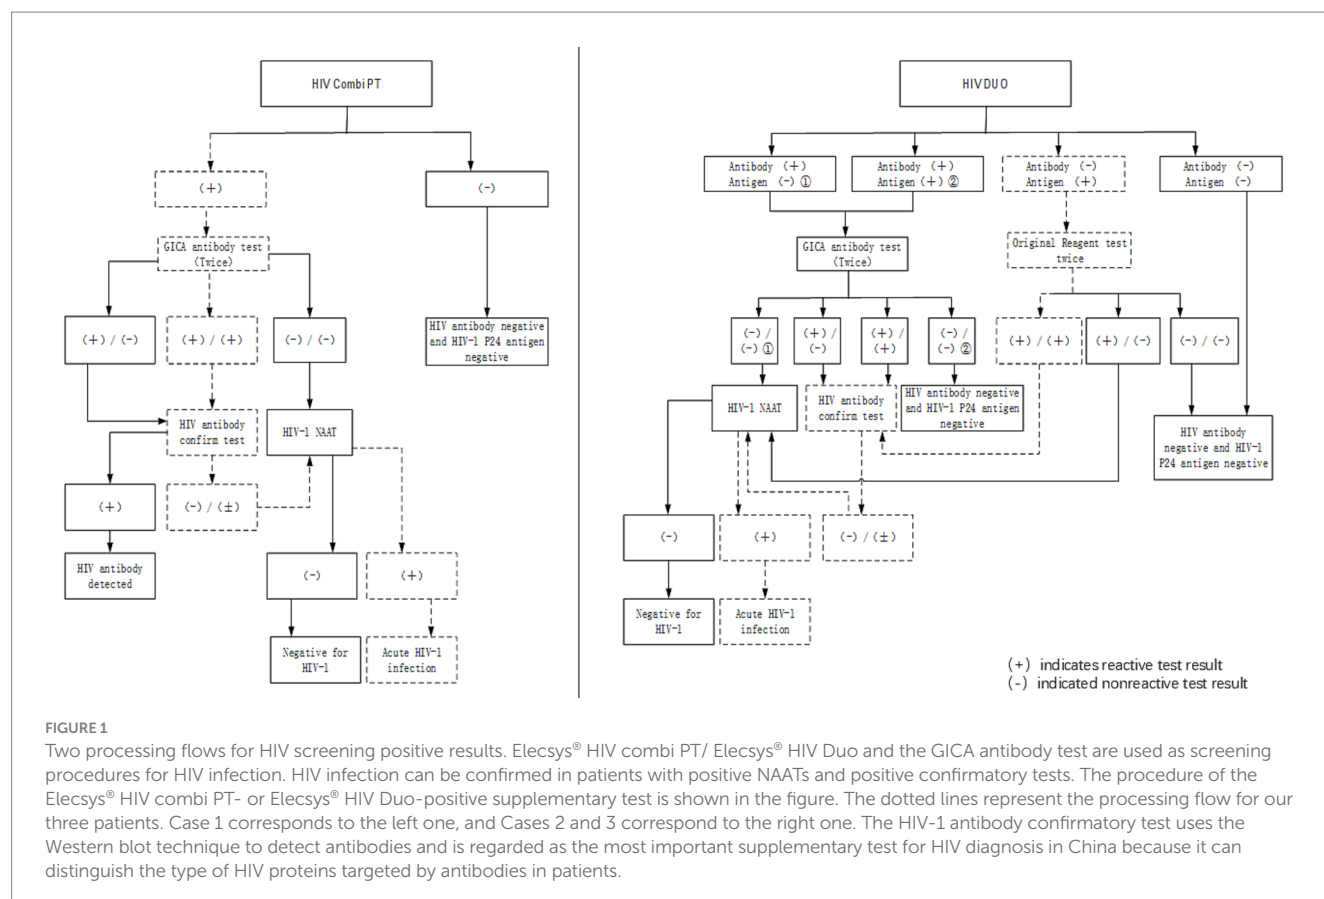 HIV Combi PT
(+)
(-)
GICA antibody test
(Twice)
(+) / (-)
(+) / (+)
(-) / (-)
HIV antibody negative
and HIV-1 P24 antigen
negative
HIV antibody
confirm test
HIV-1 NAAT
(+)
(-) / (±)
HIV antibody
detected
(-)
(+)
Negative for
HIV-1
Acute HIV-1
infection
HIV DUO
Antibody (+)
Antigen (-) ①
Antibody (+)
Antigen (+) ②
Antibody (-)
Antigen (+)
Antibody (-)
Antigen (-)
GICA antibody test
(Twice)
Original Reagent test
twice
(-) /
(-) ①
(+) /
(-)
(+) /
(+)
(-) /
(-) ②
(+) / (+)
(+) / (-)
(-) / (-)
HIV-1 NAAT
HIV antibody
confirm test
HIV antibody negative
and HIV-1 P24 antigen
negative
HIV antibody
negative and HIV-1
P24 antigen negative
(-)
(+)
(-) / (±)
Negative for
HIV-1
Acute HIV-1
infection
(+) indicates reactive test result
(-) indicated nonreactive test result
FIGURE 1
Two processing flows for HIV screening positive results. Elecsys® HIV combi PT/ Elecsys® HIV Duo and the GICA antibody test are used as screening
procedures for HIV infection. HIV infection can be confirmed in patients with positive NAATs and positive confirmatory tests. The procedure of the
Elecsys® HIV combi PT- or Elecsys® HIV Duo-positive supplementary test is shown in the figure. The dotted lines represent the processing flow for our
three patients. Case 1 corresponds to the left one, and Cases 2 and 3 correspond to the right one. The HIV-1 antibody confirmatory test uses the
Western blot technique to detect antibodies and is regarded as the most important supplementary test for HIV diagnosis in China because it can
distinguish the type of HIV proteins targeted by antibodies in patients.